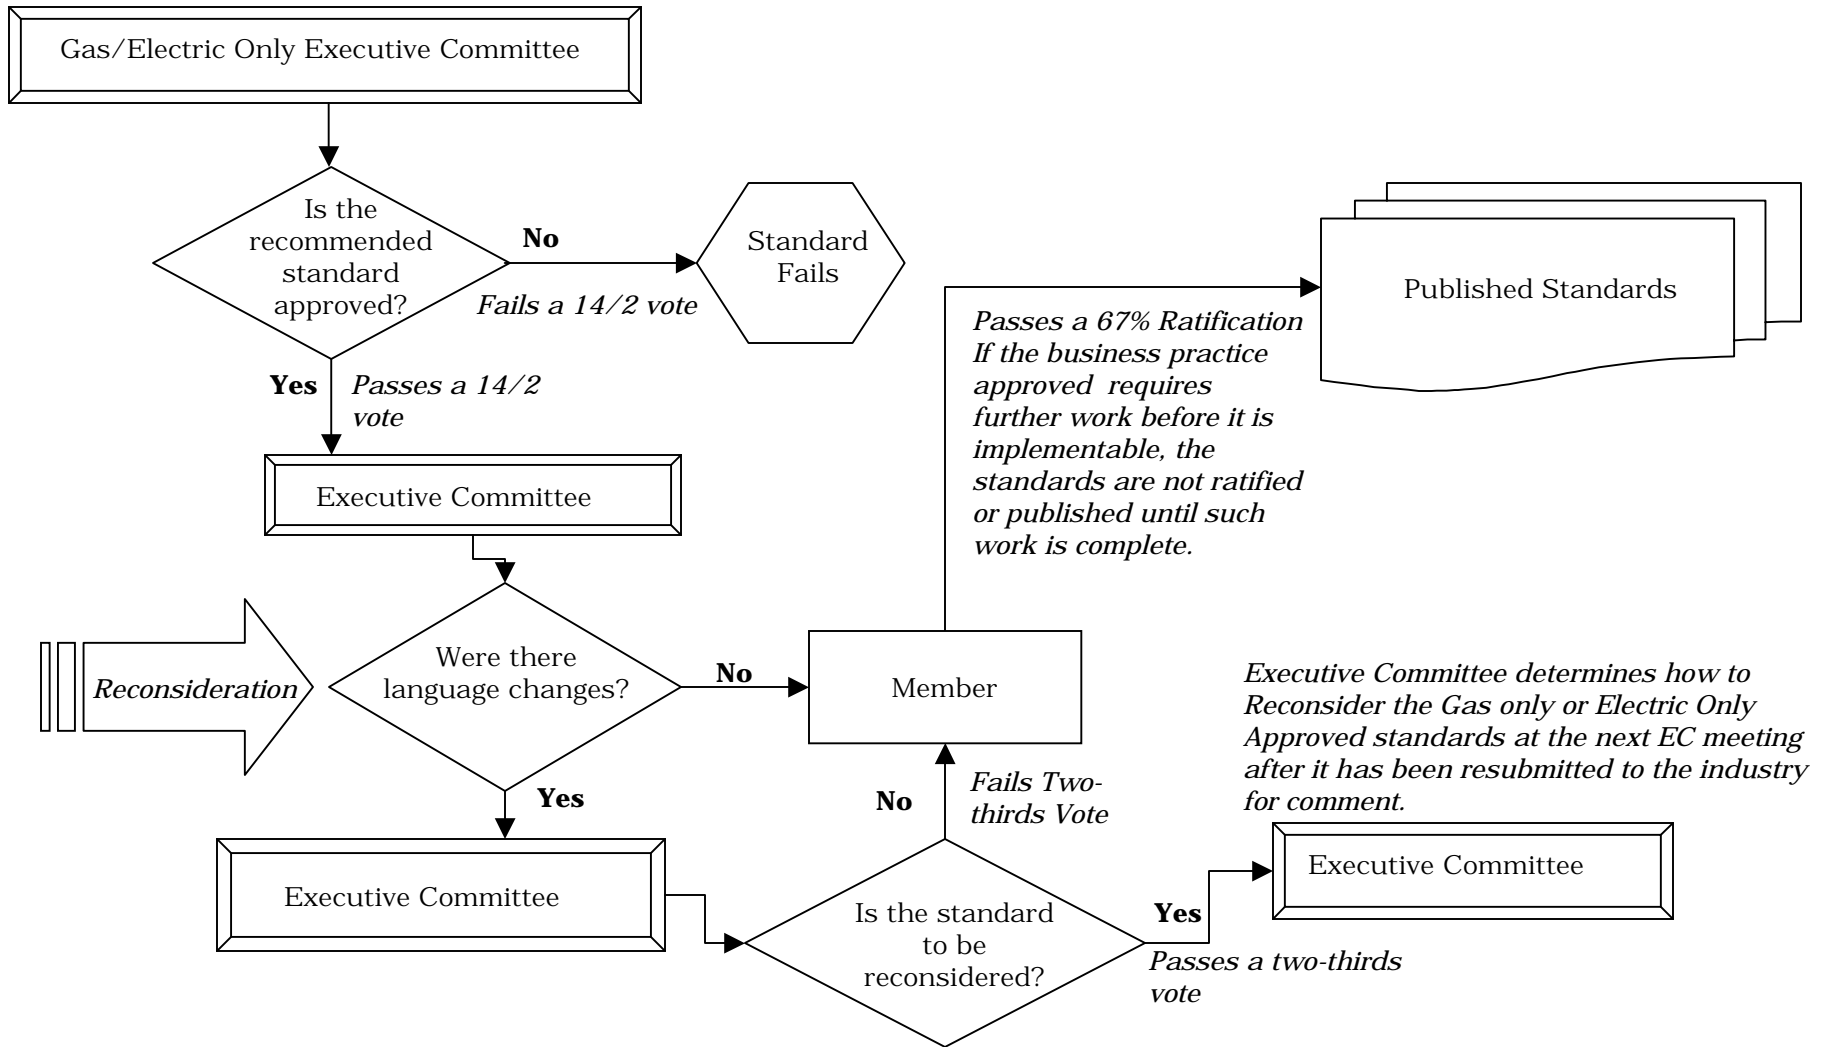 Gas/Electric Only Executive Committee
Is the
recommended
standard
approved?
No
Fails a 14/2 vote
Standard
Fails
Yes
Passes a 14/2
vote
Executive Committee
Reconsideration
Were there
language changes?
No
Member
Passes a 67% Ratification
If the business practice
approved requires
further work before it is
implementable, the
standards are not ratified
or published until such
work is complete.
Published Standards
Yes
Executive Committee
Is the standard
to be
reconsidered?
No
Fails Two-
thirds Vote
Yes
Passes a two-thirds
vote
Executive Committee determines how to
Reconsider the Gas only or Electric Only
Approved standards at the next EC meeting
after it has been resubmitted to the industry
for comment.
Executive Committee